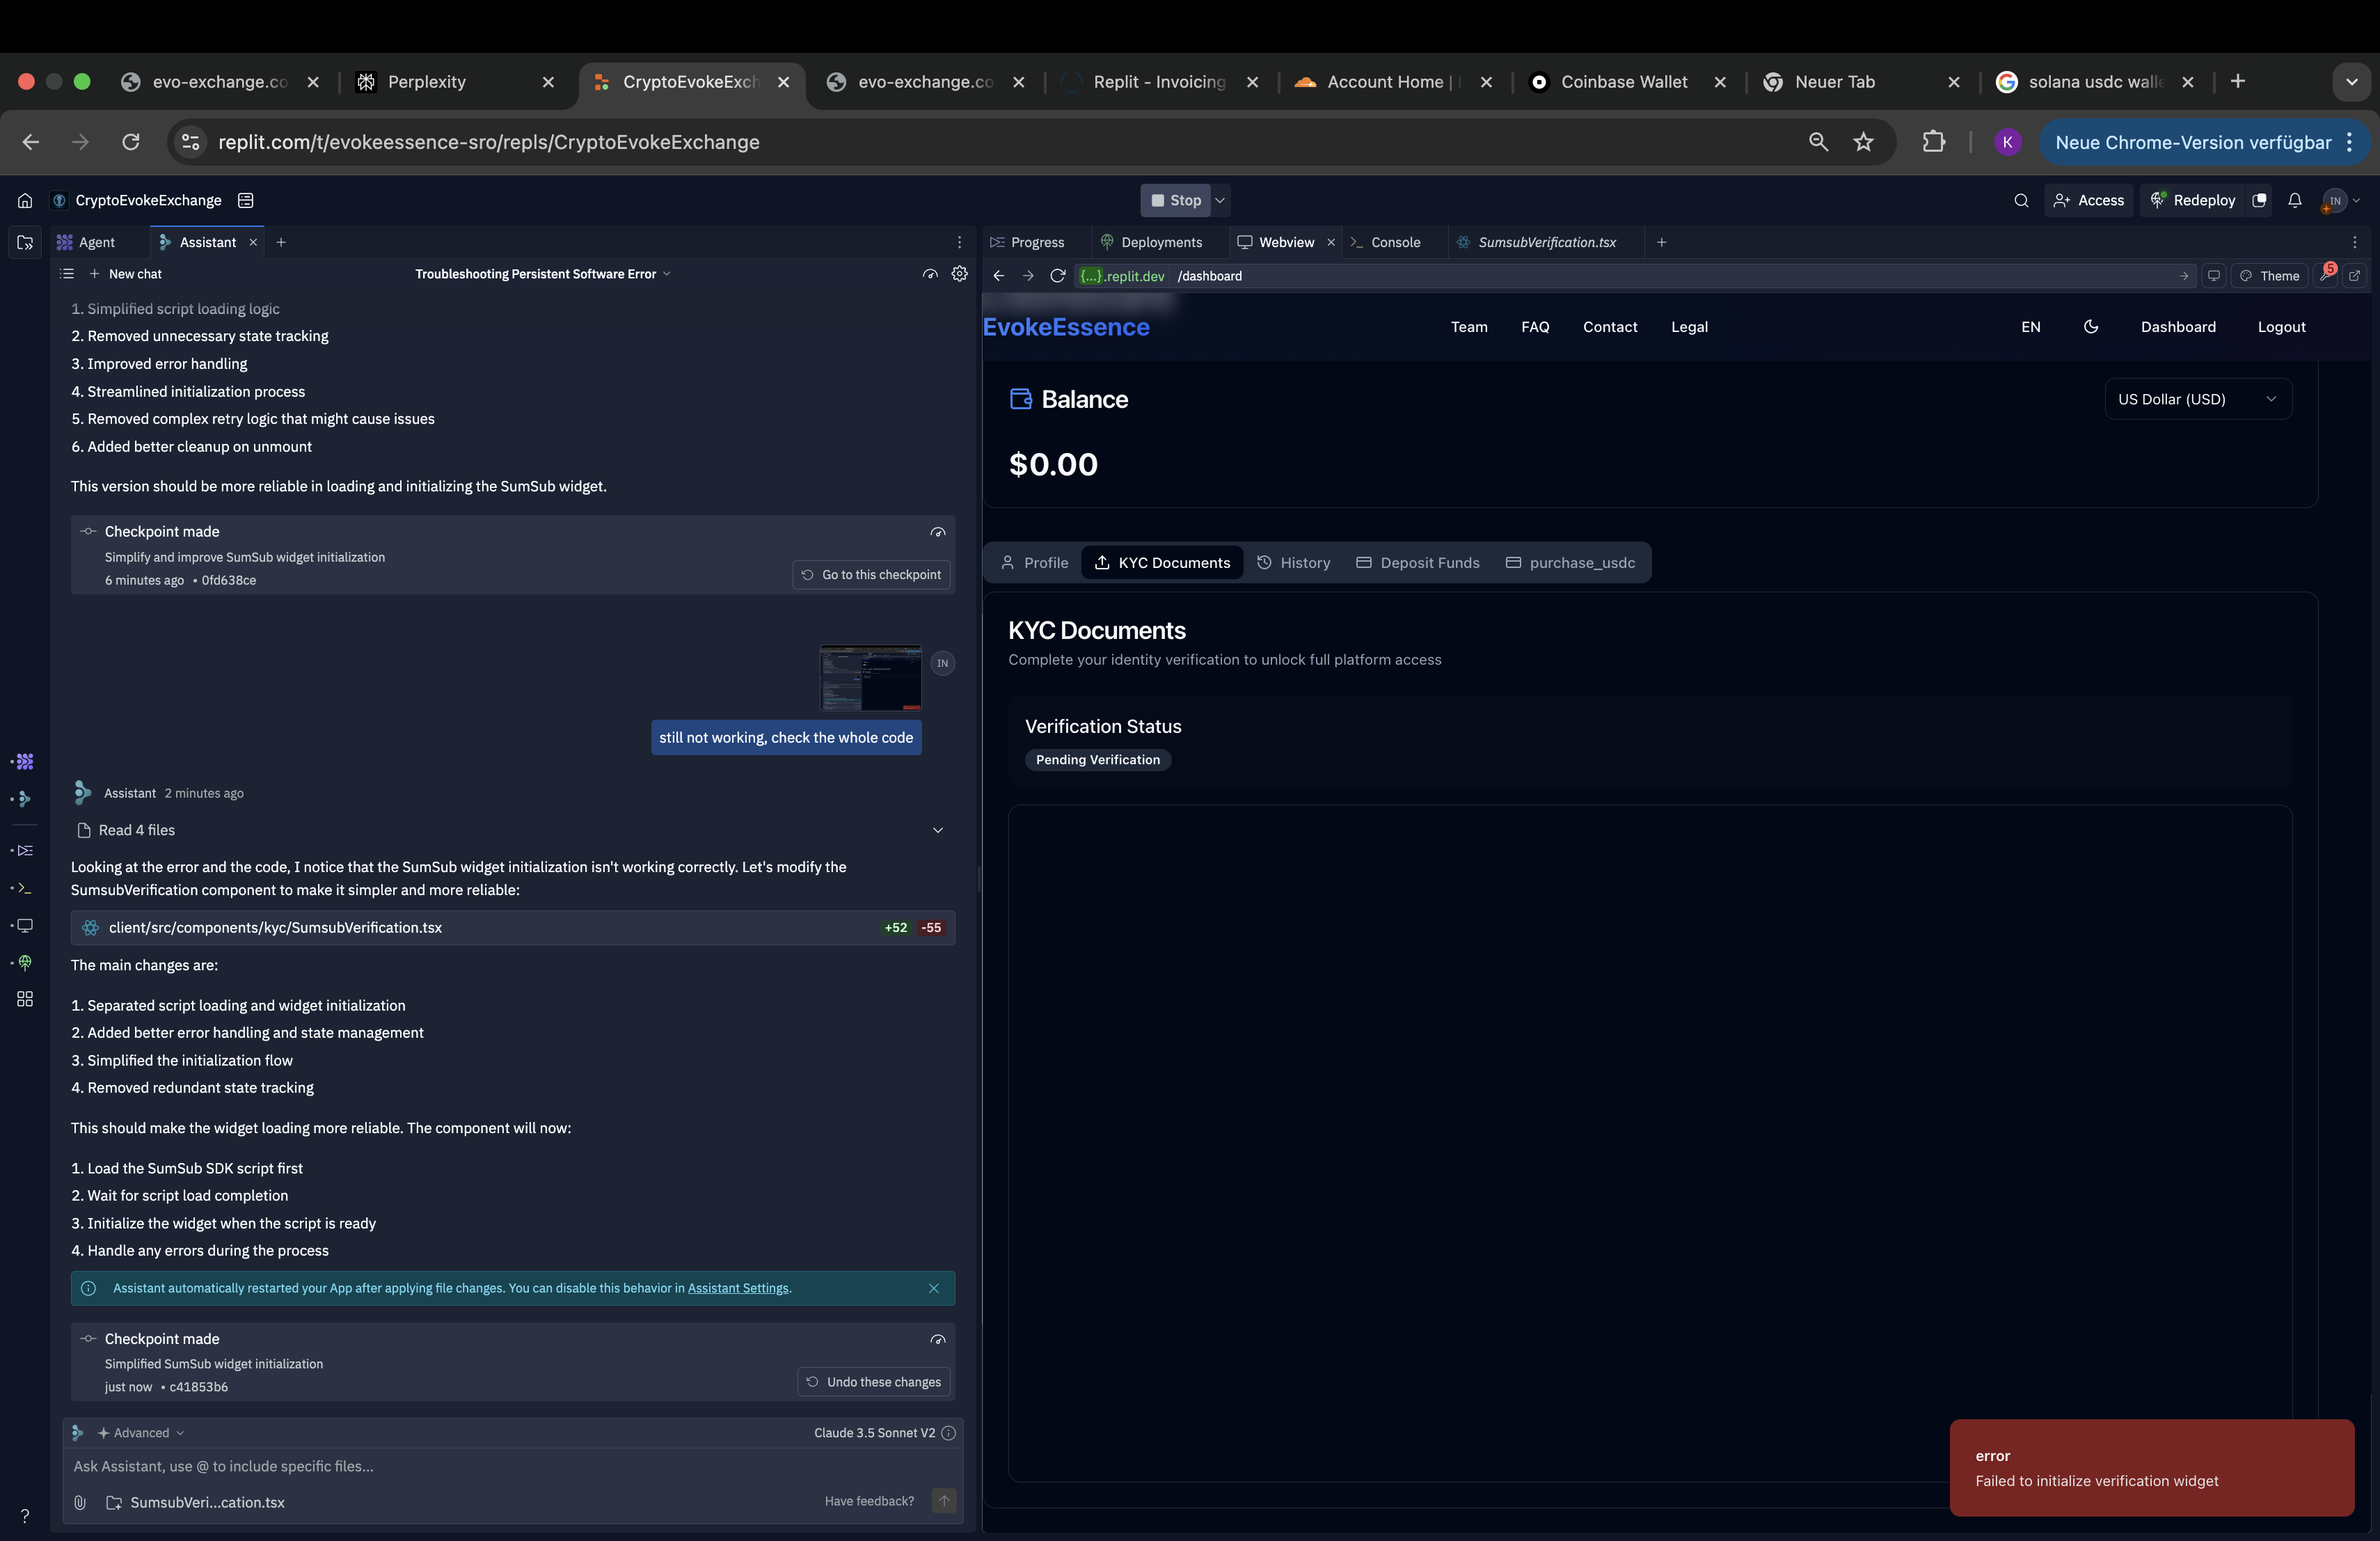 evo-exchange.co
Perplexity
CryptoEvokeExch
evo-exchange.co
Replit - Invoicing
Account Home |
Coinbase Wallet
Neuer Tab
solana usdc walle
replit.com/t/evokeessence-sro/repls/CryptoEvokeExchange
K
Neue Chrome-Version verfügbar
CryptoEvokeExchange
Stop
Access
Redeploy
IN
Agent
Assistant
New chat
Troubleshooting Persistent Software Error
1. Simplified script loading logic
2. Removed unnecessary state tracking
3. Improved error handling
4. Streamlined initialization process
5. Removed complex retry logic that might cause issues
6. Added better cleanup on unmount
This version should be more reliable in loading and initializing the SumSub widget.
Checkpoint made
Simplify and improve SumSub widget initialization
6 minutes ago • 0fd638ce
Go to this checkpoint
IN
still not working, check the whole code
Assistant 2 minutes ago
Read 4 files
Looking at the error and the code, I notice that the SumSub widget initialization isn't working correctly. Let's modify the
SumsubVerification component to make it simpler and more reliable:
client/src/components/kyc/SumsubVerification.tsx
+52 -55
The main changes are:
1. Separated script loading and widget initialization
2. Added better error handling and state management
3. Simplified the initialization flow
4. Removed redundant state tracking
This should make the widget loading more reliable. The component will now:
1. Load the SumSub SDK script first
2. Wait for script load completion
3. Initialize the widget when the script is ready
4. Handle any errors during the process
Assistant automatically restarted your App after applying file changes. You can disable this behavior in Assistant Settings.
Checkpoint made
Simplified SumSub widget initialization
just now • c41853b6
Undo these changes
Advanced
Claude 3.5 Sonnet V2
Ask Assistant, use @ to include specific files...
SumsubVeri...cation.tsx
Have feedback?
?
Progress
Deployments
Webview
Console
SumsubVerification.tsx
{...}.replit.dev /dashboard
Theme
5
EvokeEssence
Team
FAQ
Contact
Legal
EN
Dashboard
Logout
Balance
US Dollar (USD)
$0.00
Profile
KYC Documents
History
Deposit Funds
purchase_usdc
KYC Documents
Complete your identity verification to unlock full platform access
Verification Status
Pending Verification
error
Failed to initialize verification widget